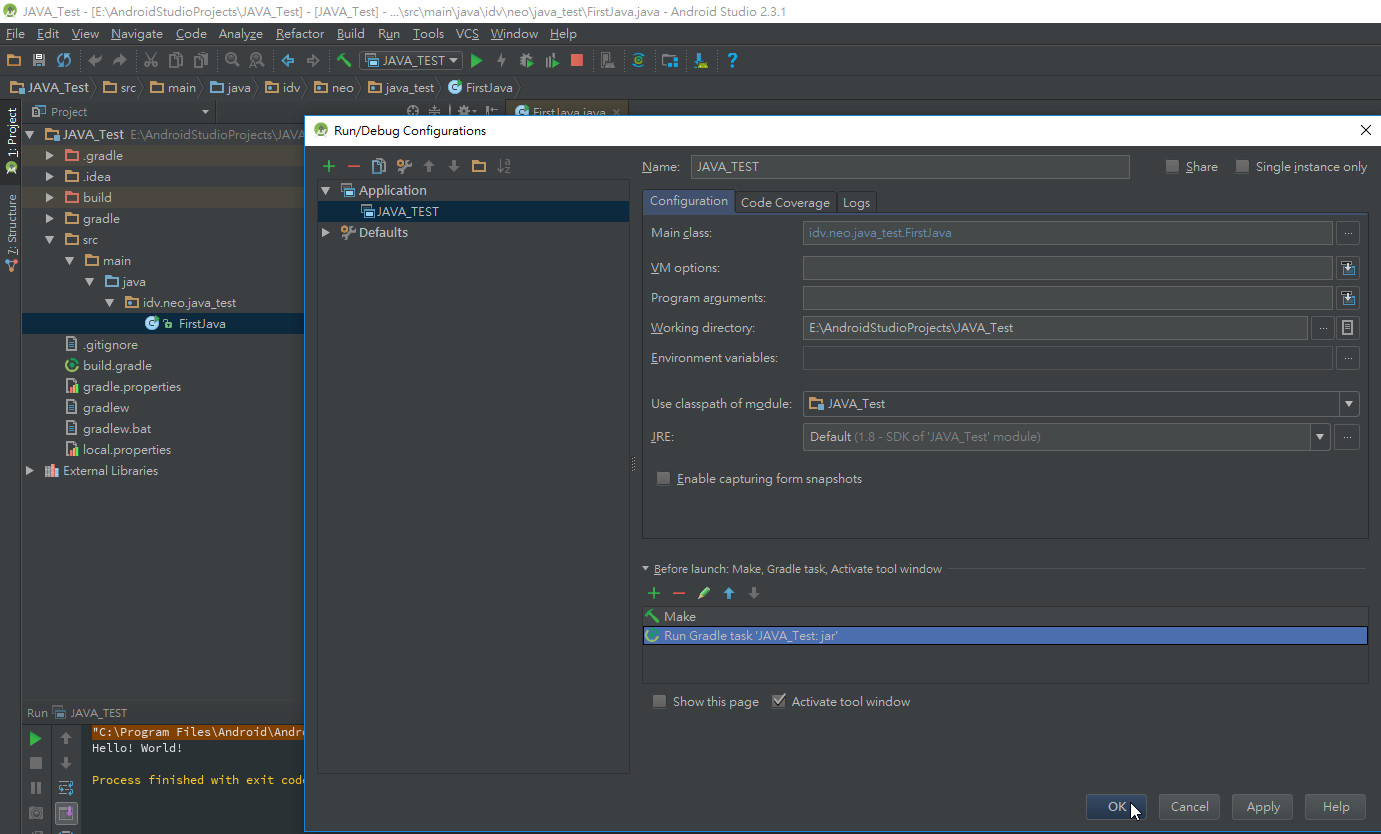 JAVA_Test - [E:\AndroidStudioProjects\JAVA_Test] - [JAVA_Test] - ...\src\main\java\idv\neo\java_test\FirstJava.java - Android Studio 2.3.1
File Edit View Navigate Code Analyze Refactor Build Run Tools VCS Window Help
JAVA_TEST
JAVA_Test src main java idv neo java_test FirstJava
1: Project
Z: Structure
Project
FirstJava.java
JAVA_Test E:\AndroidStudioProjects\JAVA
.gradle
.idea
build
gradle
src
main
java
idv.neo.java_test
FirstJava
.gitignore
build.gradle
gradle.properties
gradlew
gradlew.bat
local.properties
External Libraries
Run JAVA_TEST
"C:\Program Files\Android\Andro
Hello! World!
Process finished with exit code
Run/Debug Configurations
Application
JAVA_TEST
Defaults
Name: JAVA_TEST Share Single instance only
Configuration Code Coverage Logs
Main class: idv.neo.java_test.FirstJava ...
VM options:
Program arguments:
Working directory: E:\AndroidStudioProjects\JAVA_Test ...
Environment variables: ...
Use classpath of module: JAVA_Test
JRE: Default (1.8 - SDK of 'JAVA_Test' module) ...
Enable capturing form snapshots
Before launch: Make, Gradle task, Activate tool window
Make
Run Gradle task 'JAVA_Test: jar'
Show this page Activate tool window
OK Cancel Apply Help